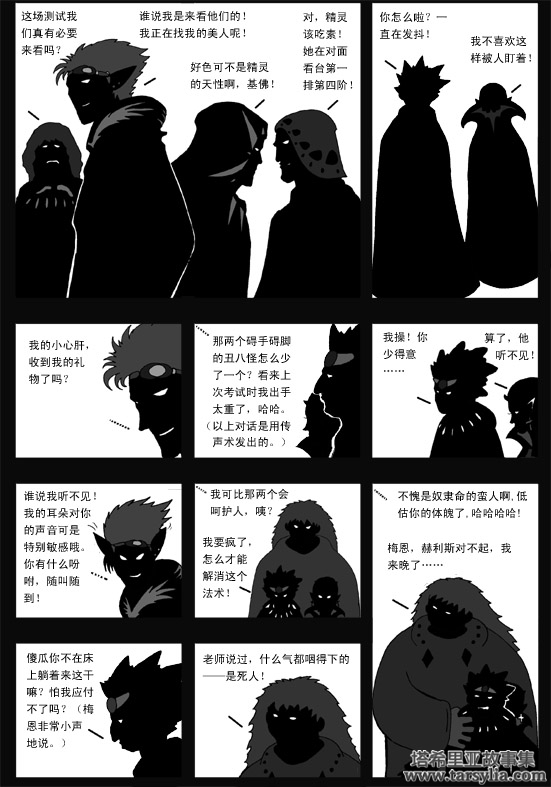 这场测试我
们真有必要
来看吗？
谁说我是来看他们的！
我正在找我的美人呢！
好色可不是精灵
的天性啊，基佛！
对，精灵
该吃素！
她在对面
看台第一
排第四阶！
你怎么啦？一
直在发抖！
我不喜欢这
样被人盯着！
我的小心肝，
收到我的礼
物了吗？
那两个碍手碍脚
的丑八怪怎么少
了一个？看来上
次考试时我出手
太重了，哈哈。
（以上对话是用传
声术发出的。）
我操！你
少得意
……
算了，他
听不见！
谁说我听不见！
我的耳朵对你
的声音可是
特别敏感哦。
你有什么吩
咐，随叫随
到！
我可比那两个会
呵护人，咦？
我要疯了，
怎么才能
解消这个
法术！
不愧是奴隶命的蛮人啊，低
估你的体魄了，哈哈哈哈！
梅恩，赫利斯对不起，我
来晚了……
傻瓜你不在床
上躺着来这干
嘛？怕我应付
不了吗？（梅
恩非常小声
地说。）
老师说过，什么气都咽得下的
——是死人！
塔希里亚故事集
www.tarsylia.com